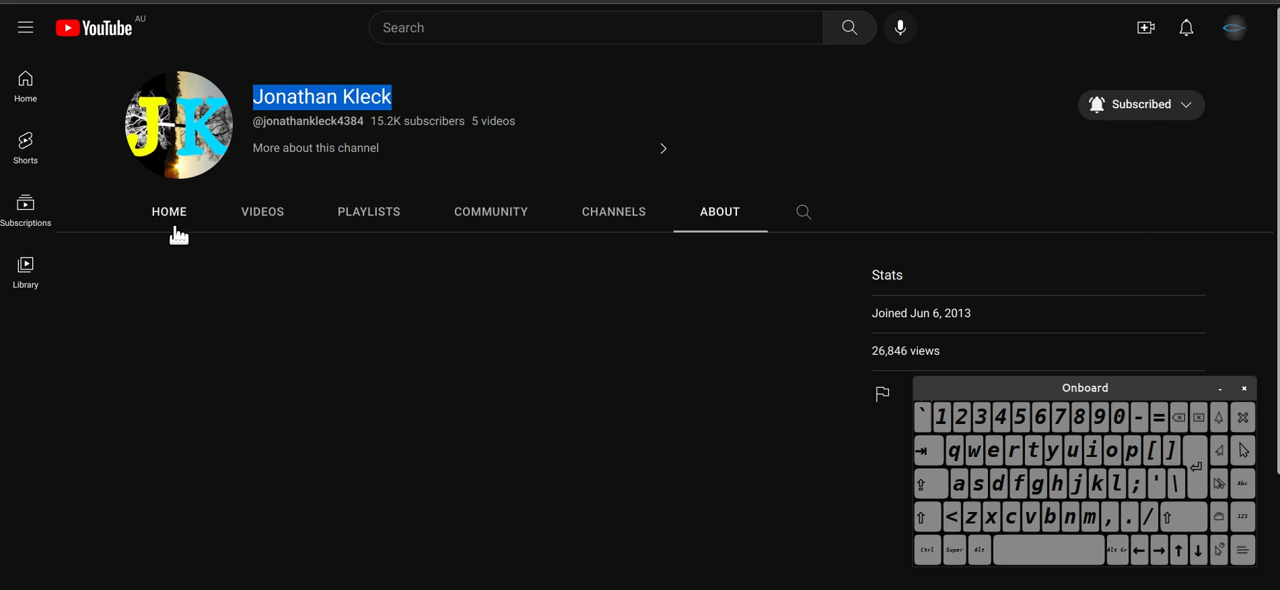 YouTube AU
Search
Home
Shorts
Subscriptions
Library
JK
Jonathan Kleck
@jonathankleck4384 15.2K subscribers 5 videos
More about this channel
Subscribed
HOME VIDEOS PLAYLISTS COMMUNITY CHANNELS ABOUT
Stats
Joined Jun 6, 2013
26,846 views
Onboard
` 1 2 3 4 5 6 7 8 9 0 - =
q w e r t y u i o p [ ]
a s d f g h j k l ; ' \ Abc
< z x c v b n m , . / 123
Ctrl Super Alt Alt Gr